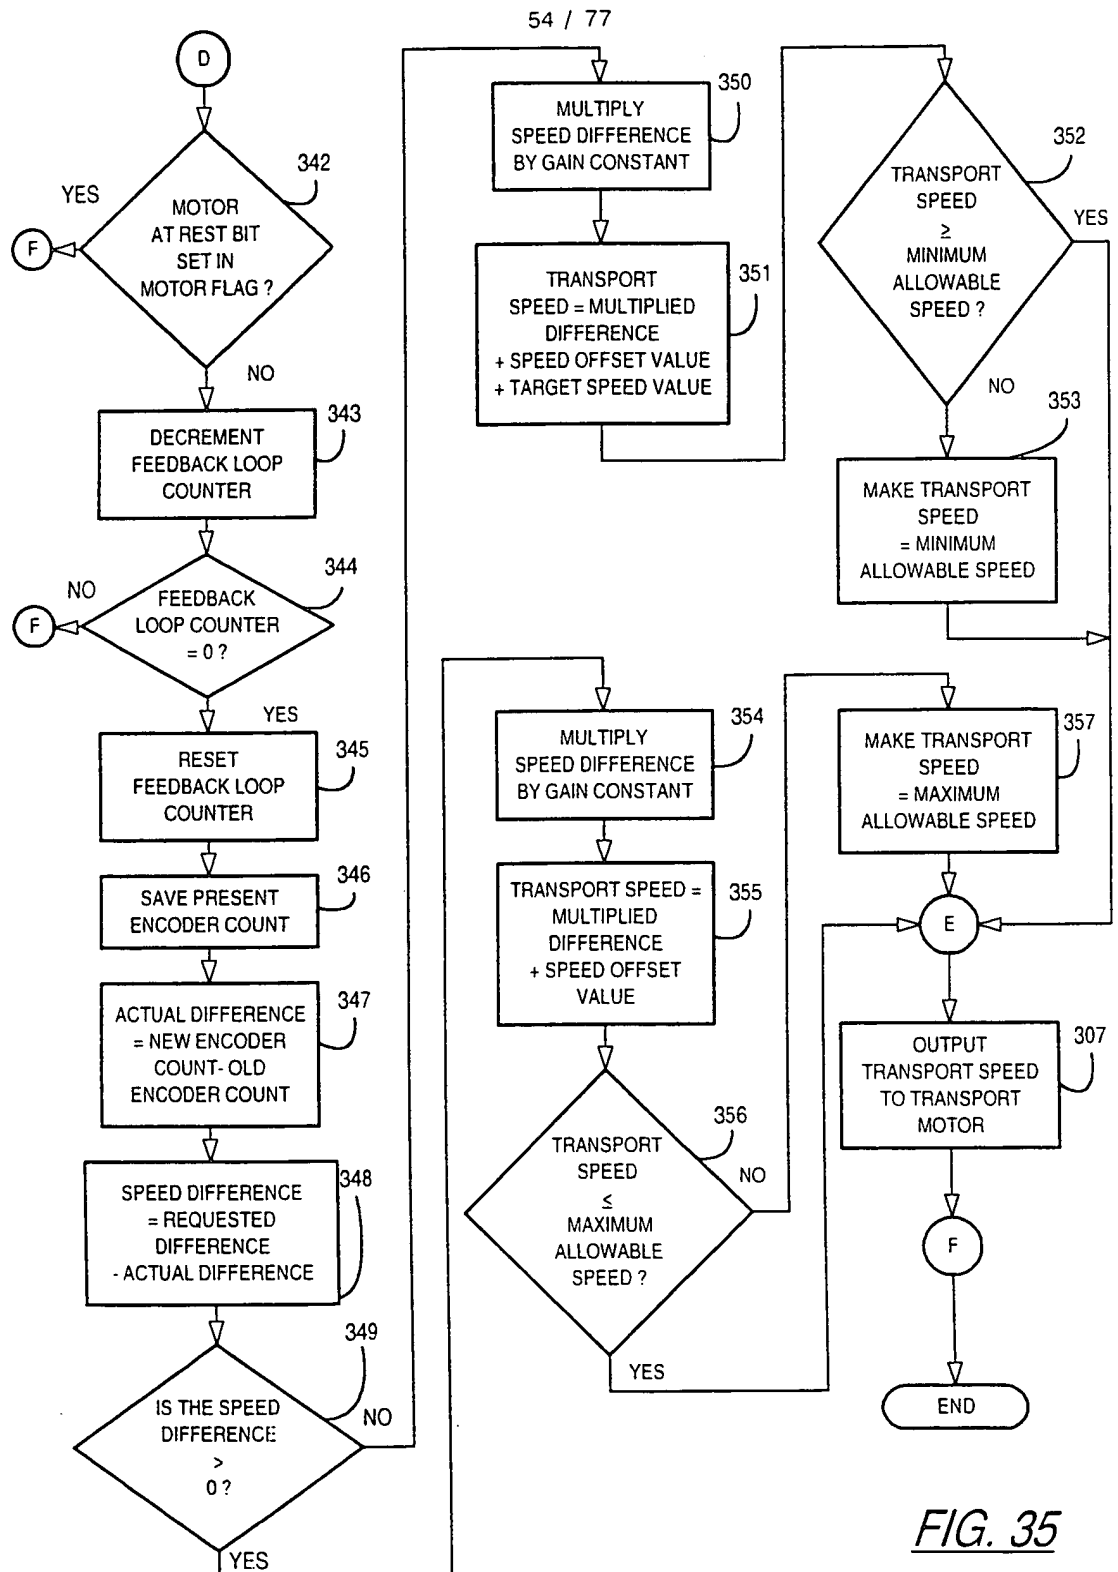 54 / 77
D
342
YES
MOTOR
AT REST BIT
SET IN
MOTOR FLAG ?
F
NO
343
DECREMENT
FEEDBACK LOOP
COUNTER
344
NO
FEEDBACK
LOOP COUNTER
= 0 ?
F
YES
345
RESET
FEEDBACK LOOP
COUNTER
346
SAVE PRESENT
ENCODER COUNT
347
ACTUAL DIFFERENCE
= NEW ENCODER
COUNT- OLD
ENCODER COUNT
348
SPEED DIFFERENCE
= REQUESTED
DIFFERENCE
- ACTUAL DIFFERENCE
349
IS THE SPEED
DIFFERENCE
>
0 ?
NO
YES
350
MULTIPLY
SPEED DIFFERENCE
BY GAIN CONSTANT
351
TRANSPORT
SPEED = MULTIPLIED
DIFFERENCE
+ SPEED OFFSET VALUE
+ TARGET SPEED VALUE
352
TRANSPORT
SPEED
≥
MINIMUM
ALLOWABLE
SPEED ?
YES
NO
353
MAKE TRANSPORT
SPEED
= MINIMUM
ALLOWABLE SPEED
354
MULTIPLY
SPEED DIFFERENCE
BY GAIN CONSTANT
355
TRANSPORT SPEED =
MULTIPLIED
DIFFERENCE
+ SPEED OFFSET
VALUE
356
TRANSPORT
SPEED
≤
MAXIMUM
ALLOWABLE
SPEED ?
NO
YES
357
MAKE TRANSPORT
SPEED
= MAXIMUM
ALLOWABLE SPEED
E
307
OUTPUT
TRANSPORT SPEED
TO TRANSPORT
MOTOR
F
END
FIG. 35